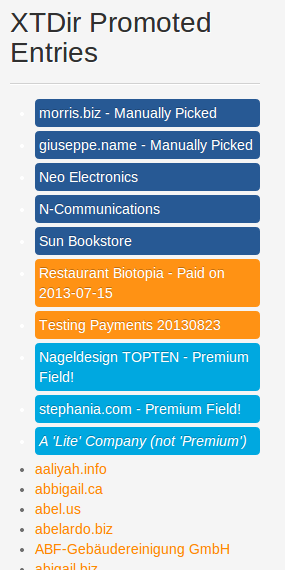 XTDir Promoted
Entries
morris.biz - Manually Picked
giuseppe.name - Manually Picked
Neo Electronics
N-Communications
Sun Bookstore
Restaurant Biotopia - Paid on
2013-07-15
Testing Payments 20130823
Nageldesign TOPTEN - Premium
Field!
stephania.com - Premium Field!
A 'Lite' Company (not 'Premium')
aaliyah.info
abbigail.ca
abel.us
abelardo.biz
ABF-Gebäudereinigung GmbH
abigail.biz